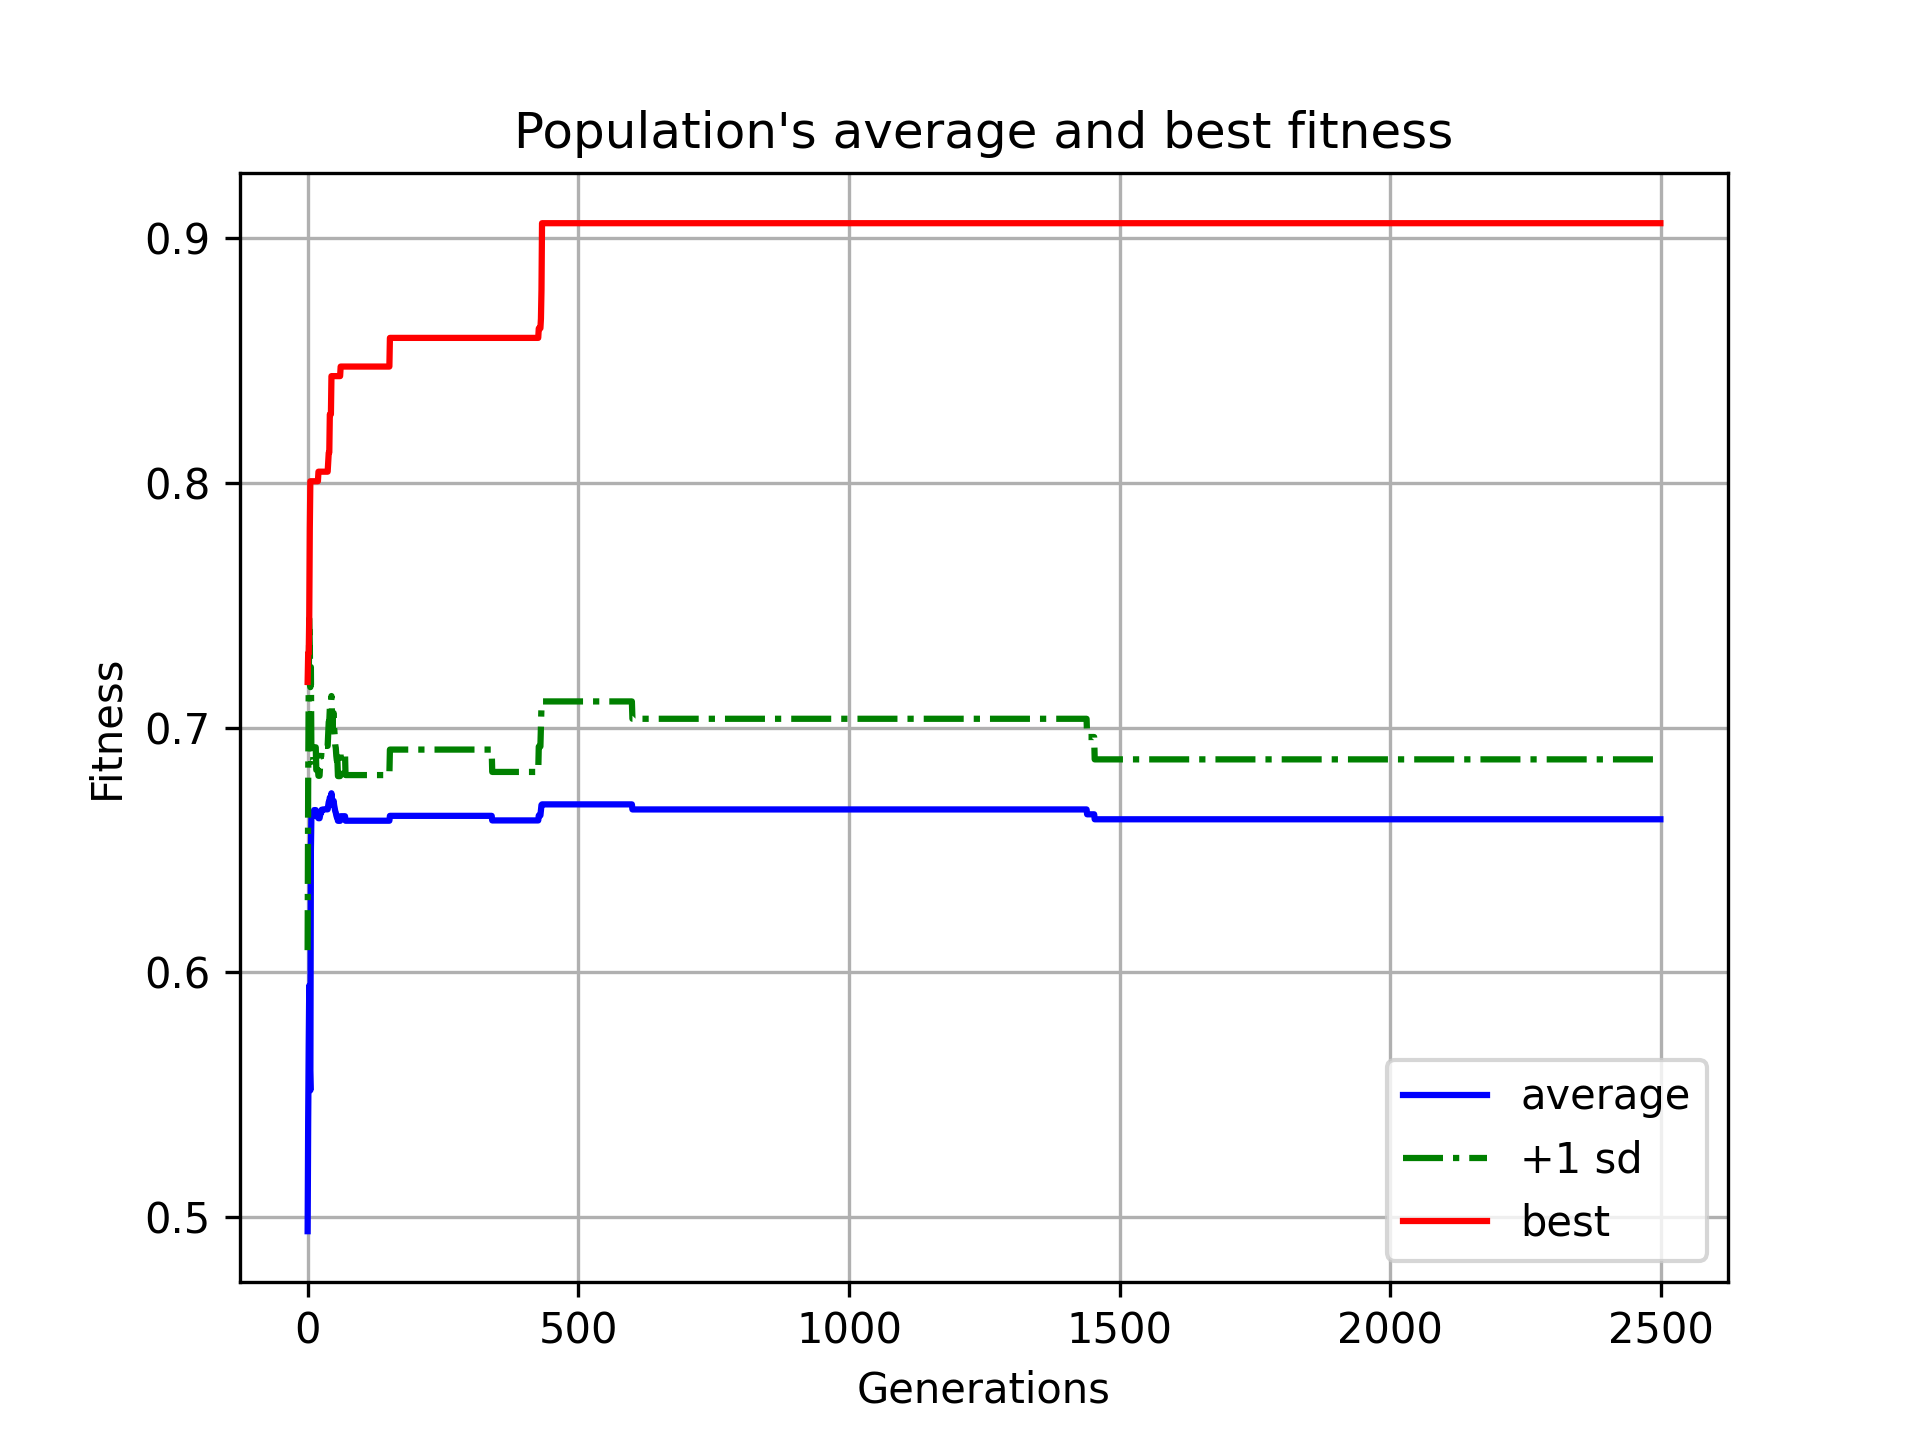 Population's average and best fitness
Fitness
0.9
0.8
0.7
0.6
0.5
0 500 1000 1500 2000 2500
Generations
average
+1 sd
best